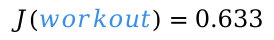 J(workout) = 0.633